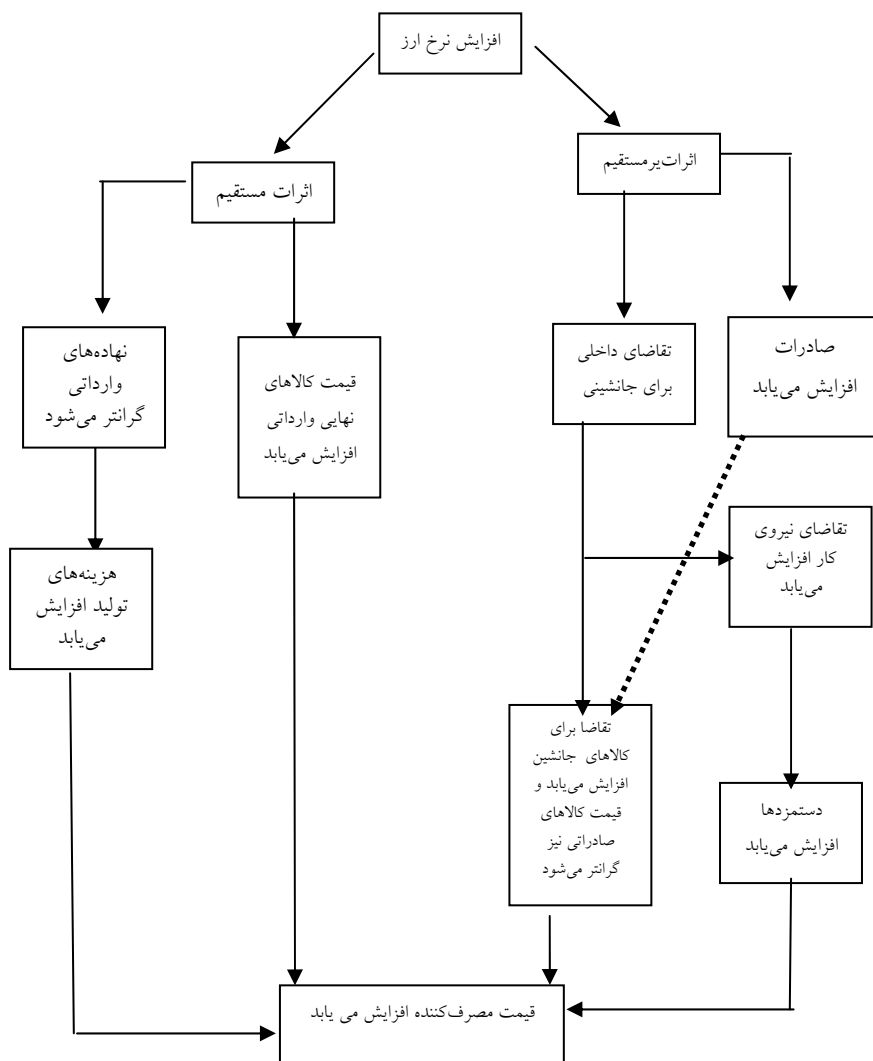 افزایش نرخ ارز
اثرات‌یرمستقیم
اثرات مستقیم
صادرات
افزایش می‌یابد
تقاضای داخلی
برای جانشینی
قیمت کالاهای
نهایی وارداتی
افزایش می‌یابد
نهاده‌های
وارداتی
گرانتر می‌شود
تقاضای نیروی
کار افزایش
می‌یابد
هزینه‌های
تولید افزایش
می‌یابد
تقاضا برای
کالاهای جانشین
افزایش می‌یابد و
قیمت کالاهای
صادراتی نیز
گرانتر می‌شود
دستمزدها
افزایش می‌یابد
قیمت مصرف‌کننده افزایش می یابد